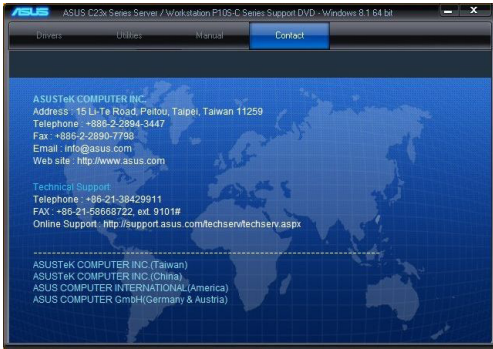 ASUS ASUS C23x Series Server / Workstation P10S-C Series Support DVD - Windows 8.1 64 bit
Drivers Utilities Manual Contact
ASUSTeK COMPUTER INC.
Address : 15 Li-Te Road, Peitou, Taipei, Taiwan 11259
Telephone : +886-2-2894-3447
Fax : +886-2-2890-7798
Email : info@asus.com
Web site : http://www.asus.com
Technical Support:
Telephone : +86-21-38429911
FAX : +86-21-58668722, ext. 9101#
Online Support : http://support.asus.com/techserv/techserv.aspx
ASUSTeK COMPUTER INC.(Taiwan)
ASUSTeK COMPUTER INC.(China)
ASUS COMPUTER INTERNATIONAL(America)
ASUS COMPUTER GmbH(Germany & Austria)